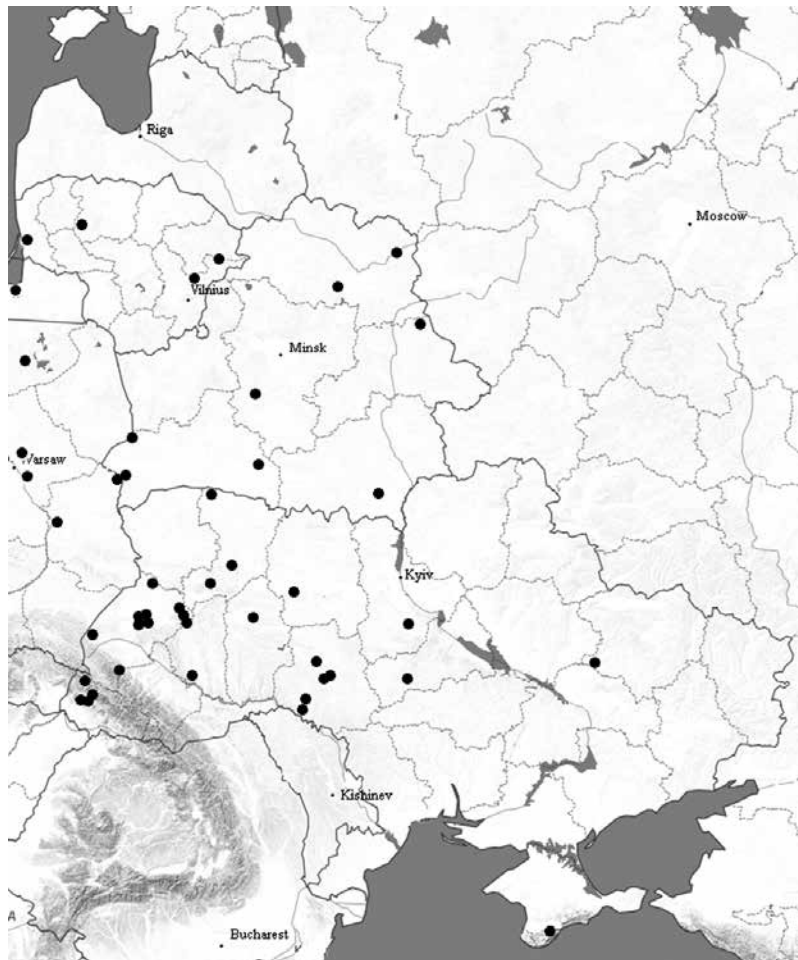 Riga
Moscow
Vilnius
Minsk
Warsaw
Kyiv
Kishinev
A
Bucharest